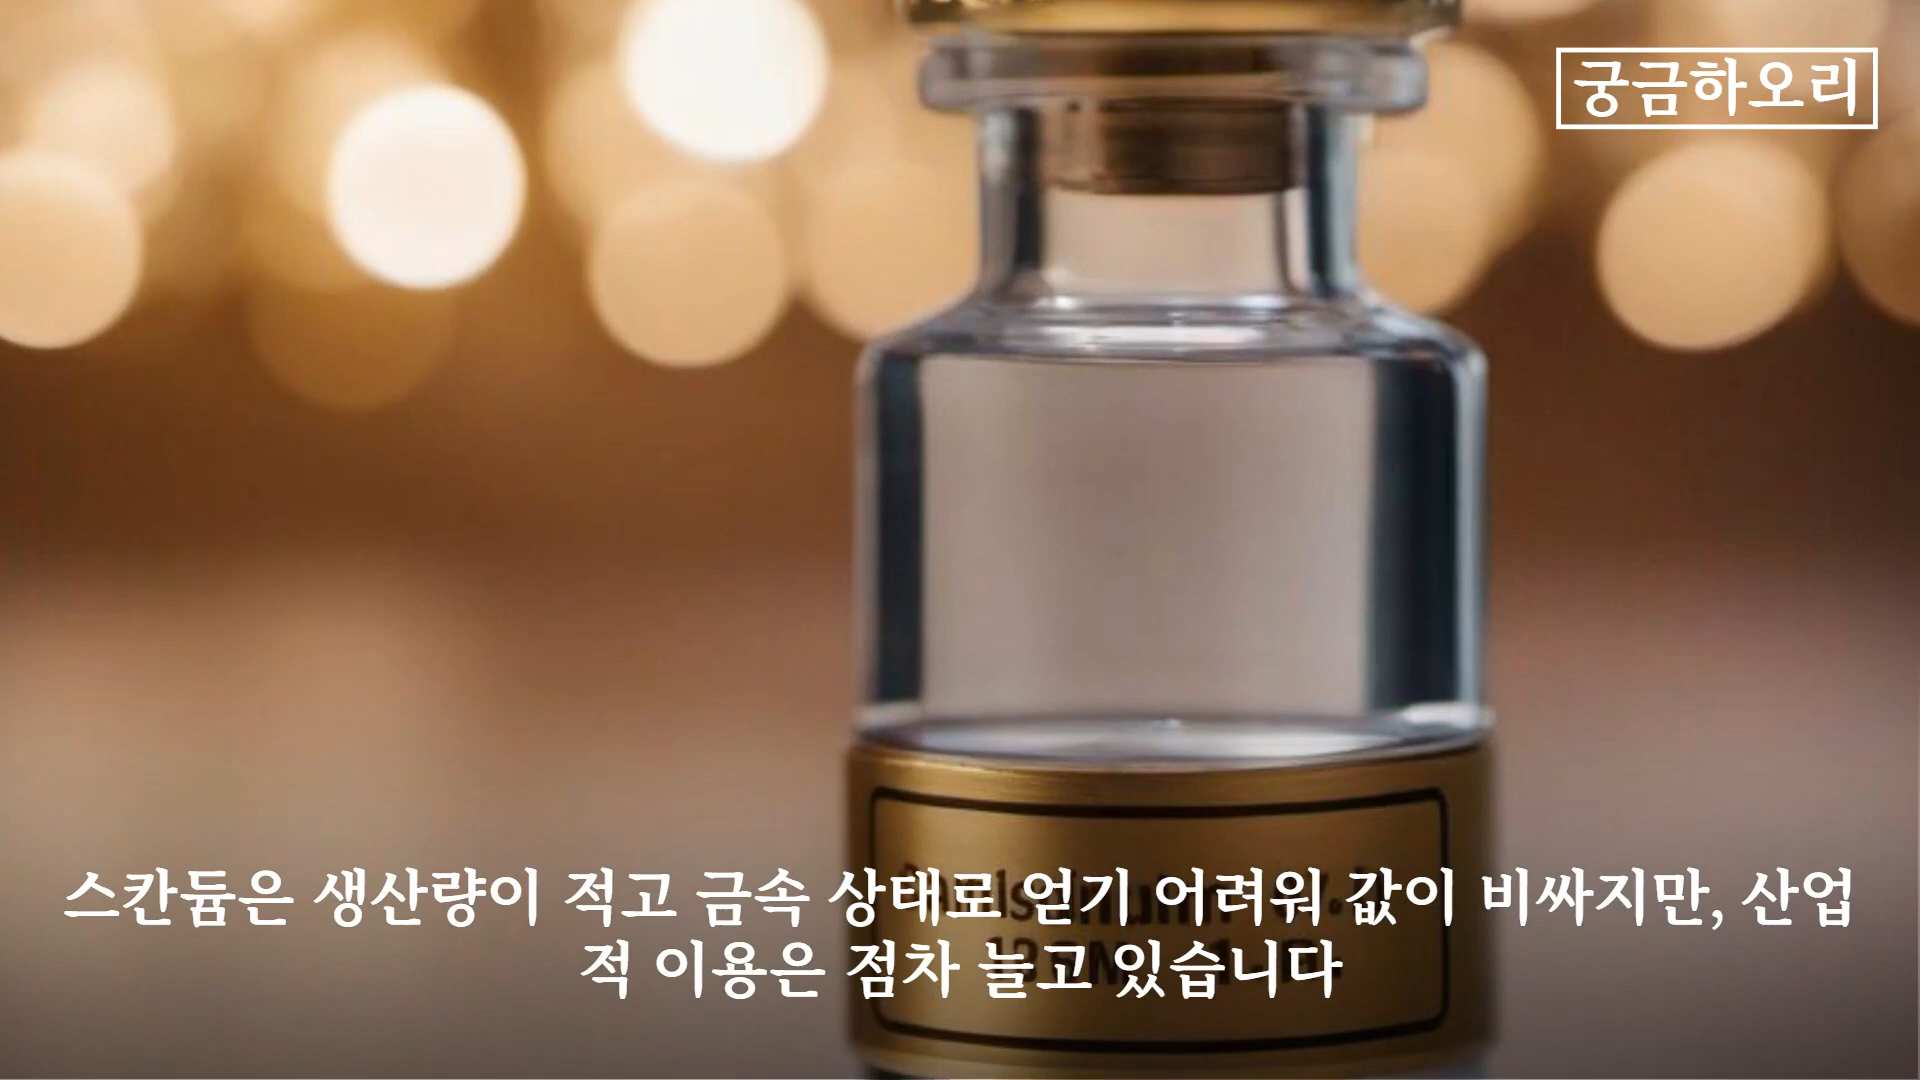 궁금하오리
스칸듐은 생산량이 적고 금속 상태로 얻기 어려워 값이 비싸지만, 산업
적 이용은 점차 늘고 있습니다